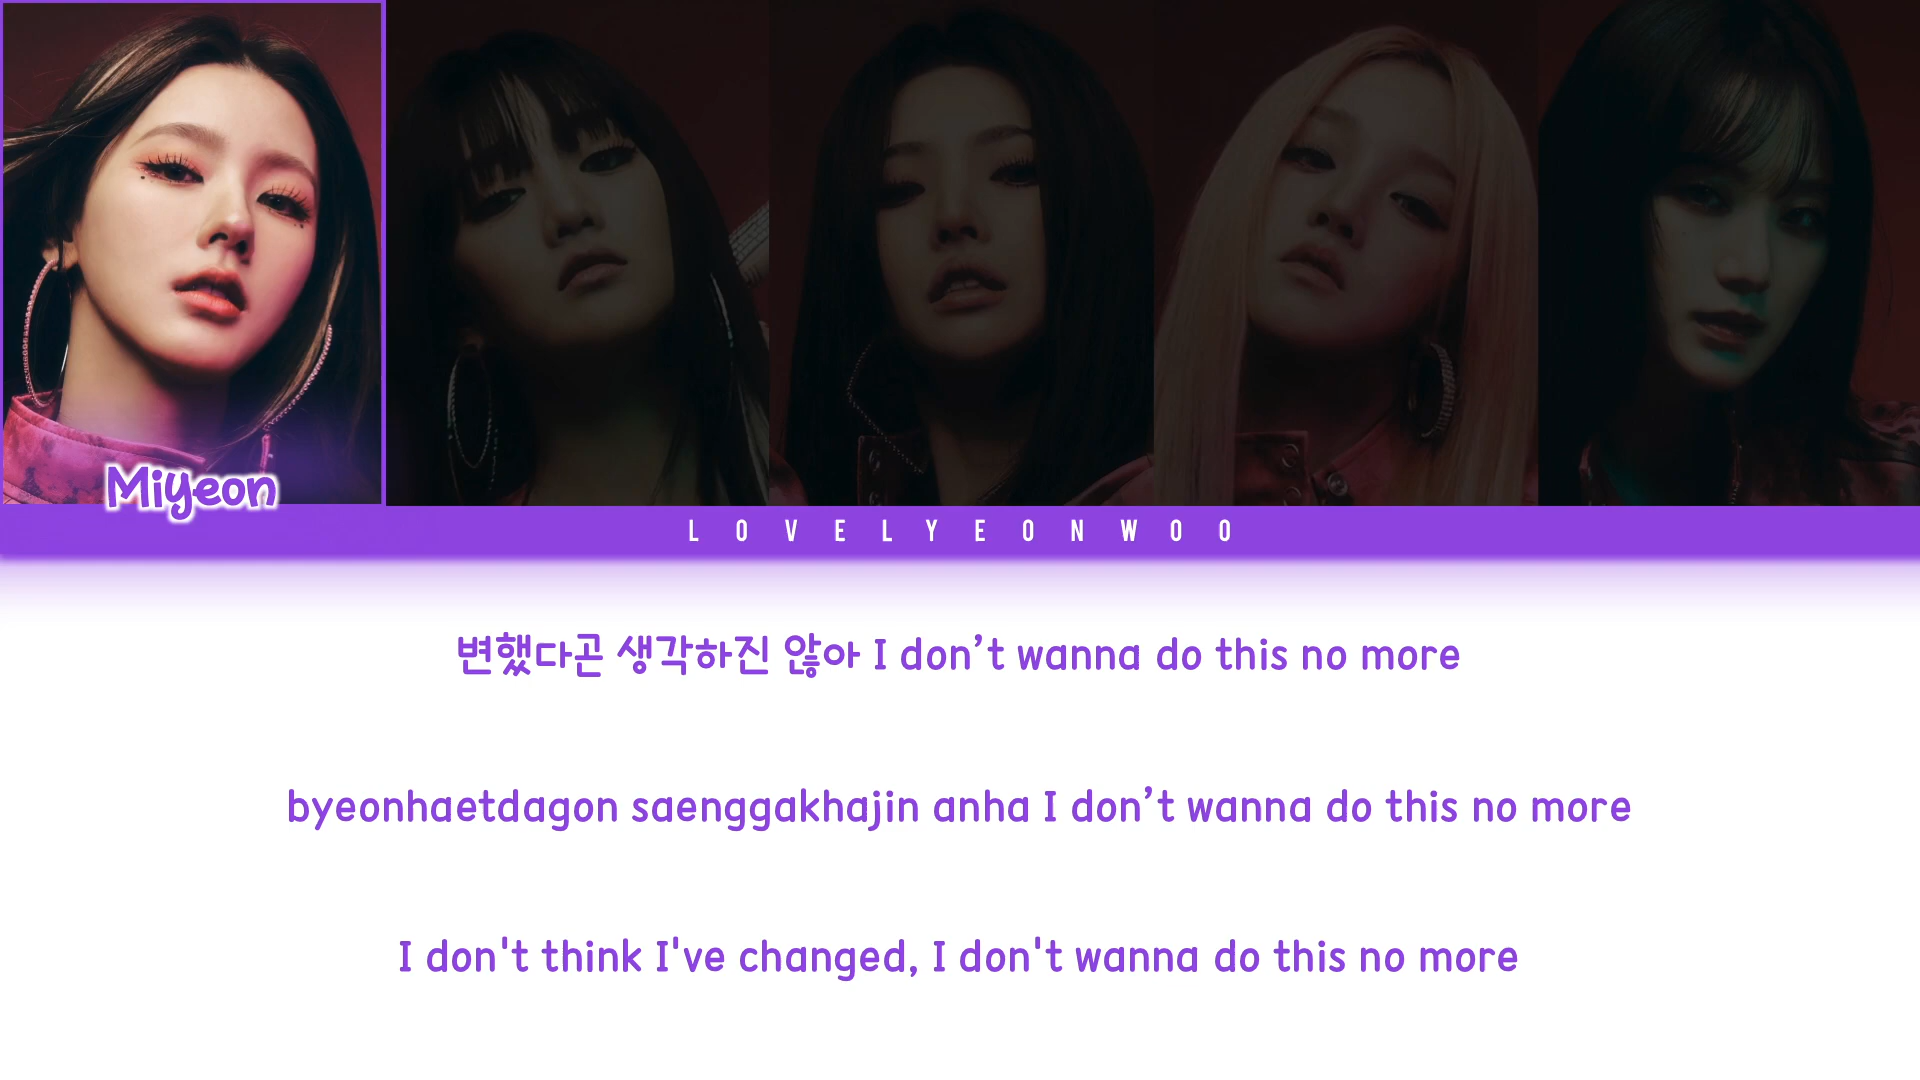 Miyeon
LOVELYEONWOO
변했다곤 생각하진 않아 I don’t wanna do this no more
byeonhaetdagon saenggakhajin anha I don’t wanna do this no more
I don't think I've changed, I don't wanna do this no more